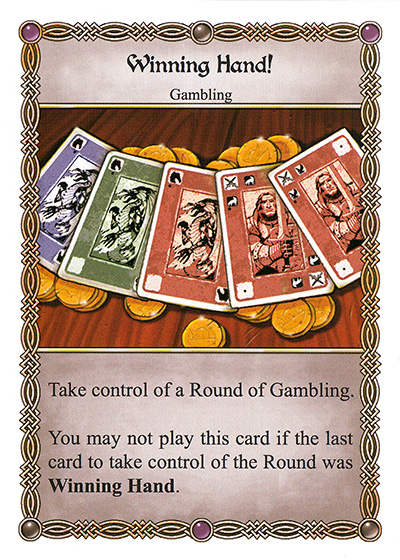 Winning Hand!
Gambling
Take control of a Round of Gambling.
You may not play this card if the last
card to take control of the Round was
Winning Hand.